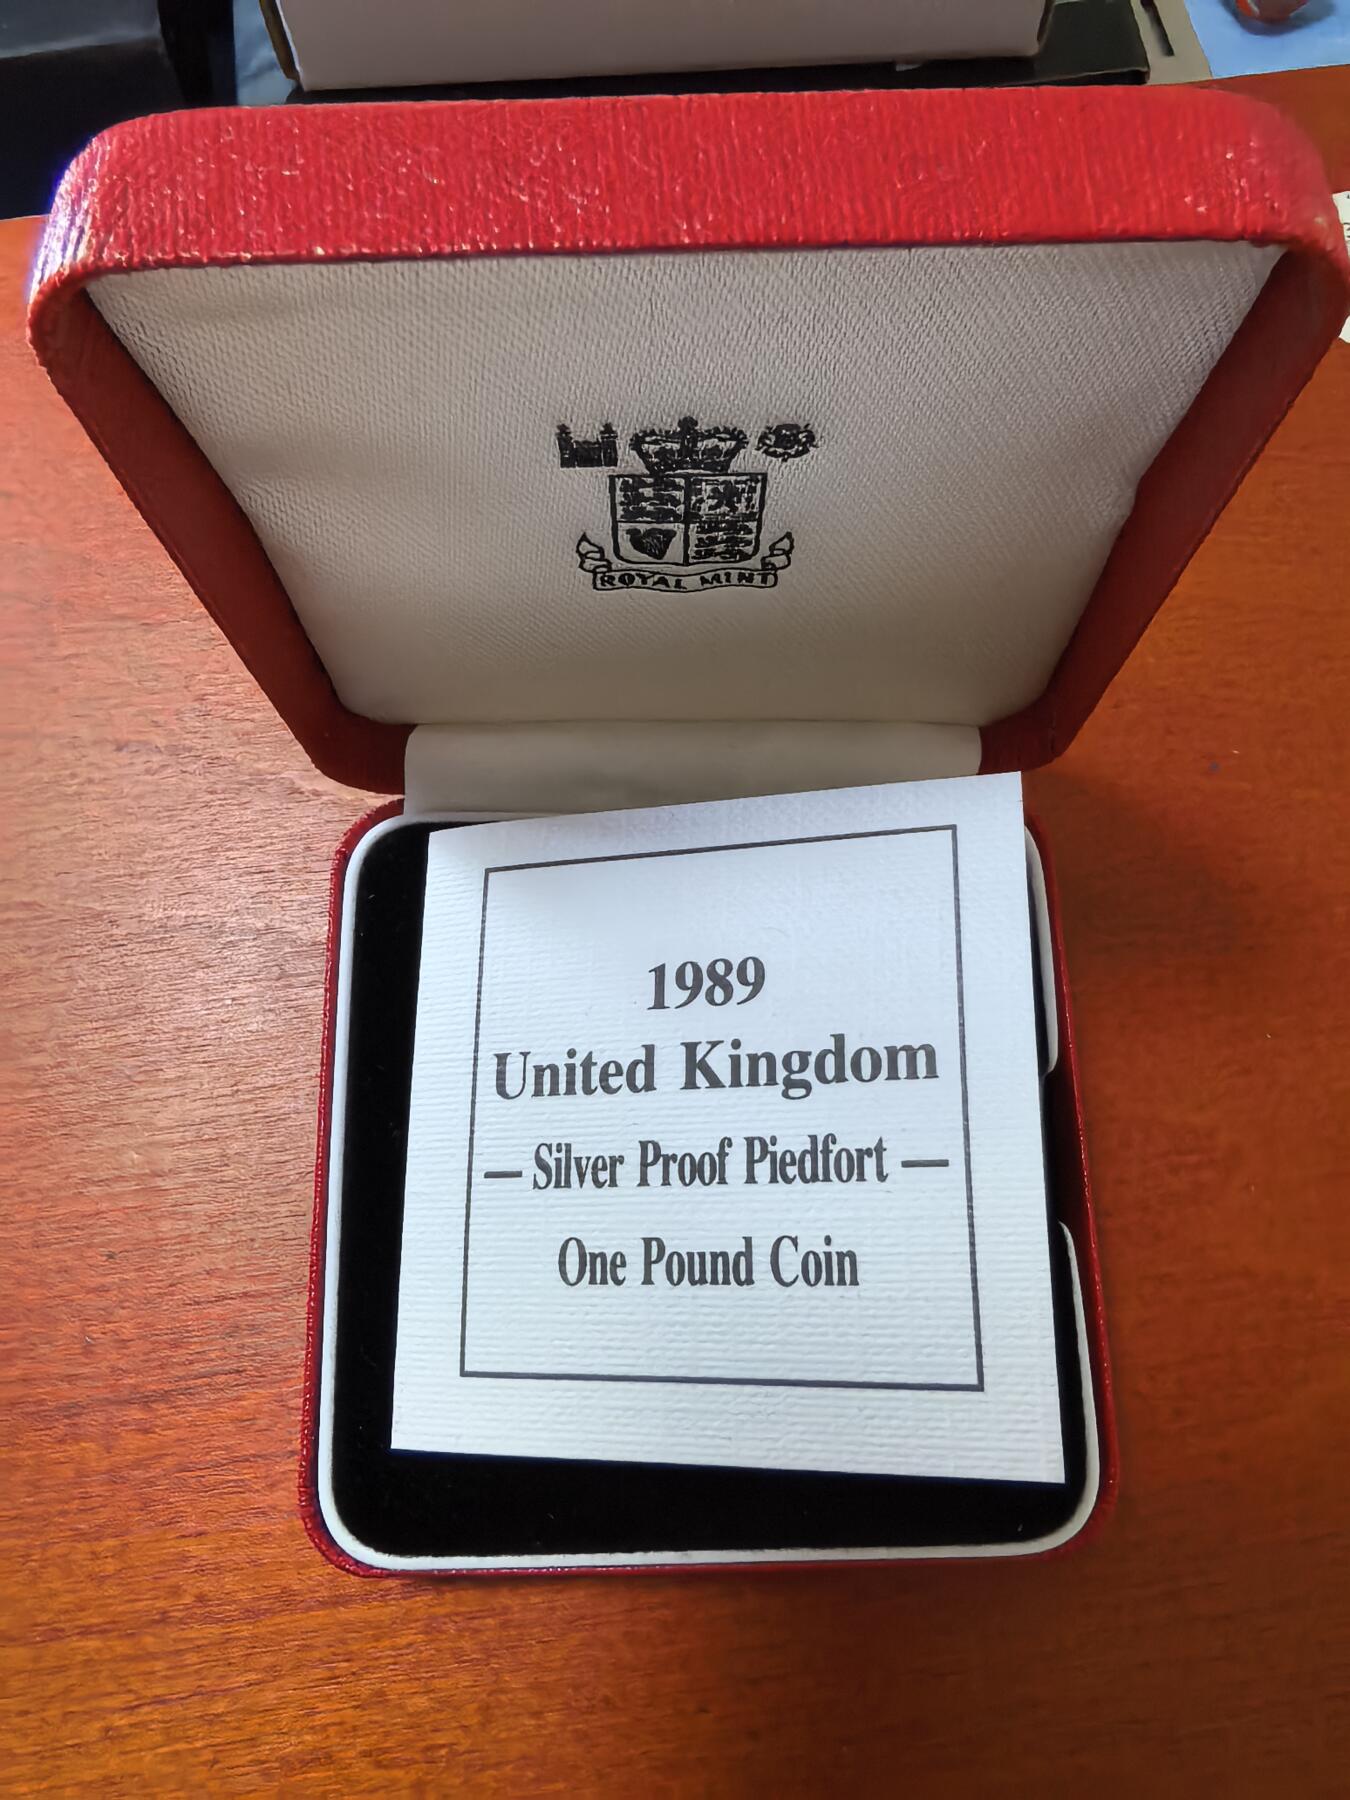 ROYAL MINT
1989
United Kingdom
— Silver Proof Piedfort —
One Pound Coin